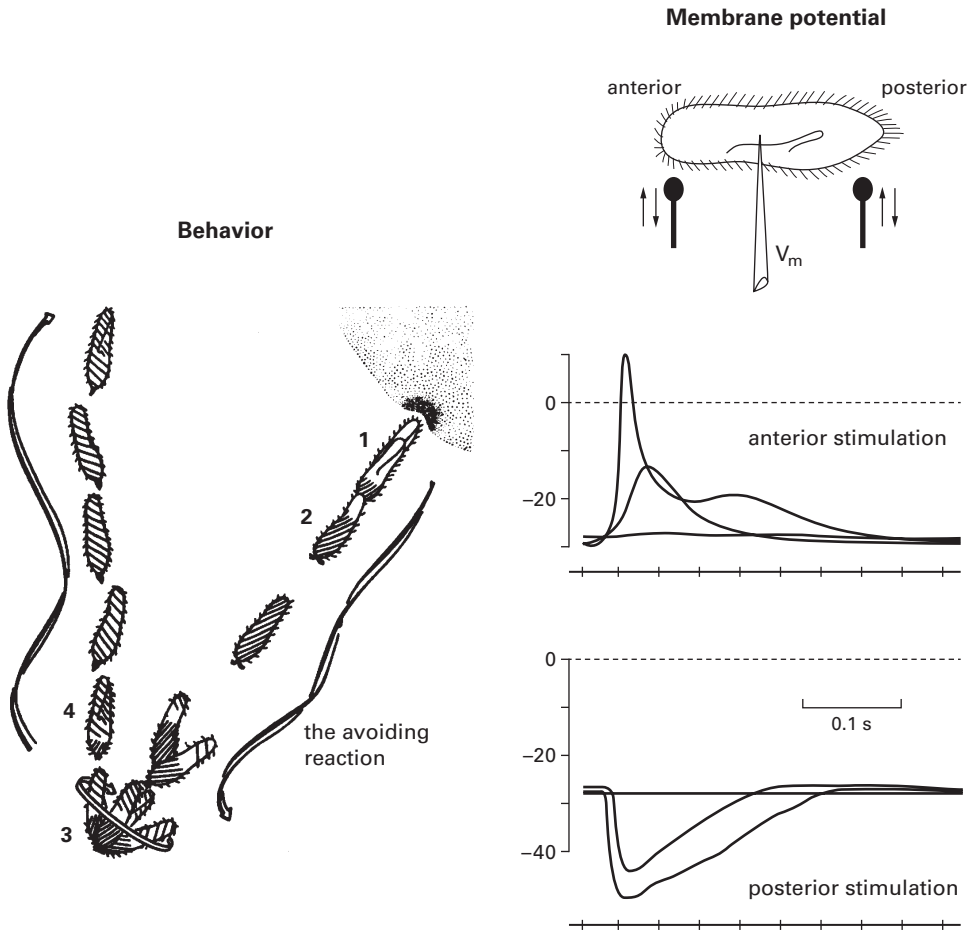 Membrane potential
anterior
posterior
V_m
Behavior
1
2
3
4
the avoiding
reaction
0
−20
anterior stimulation
0
−20
−40
0.1 s
posterior stimulation